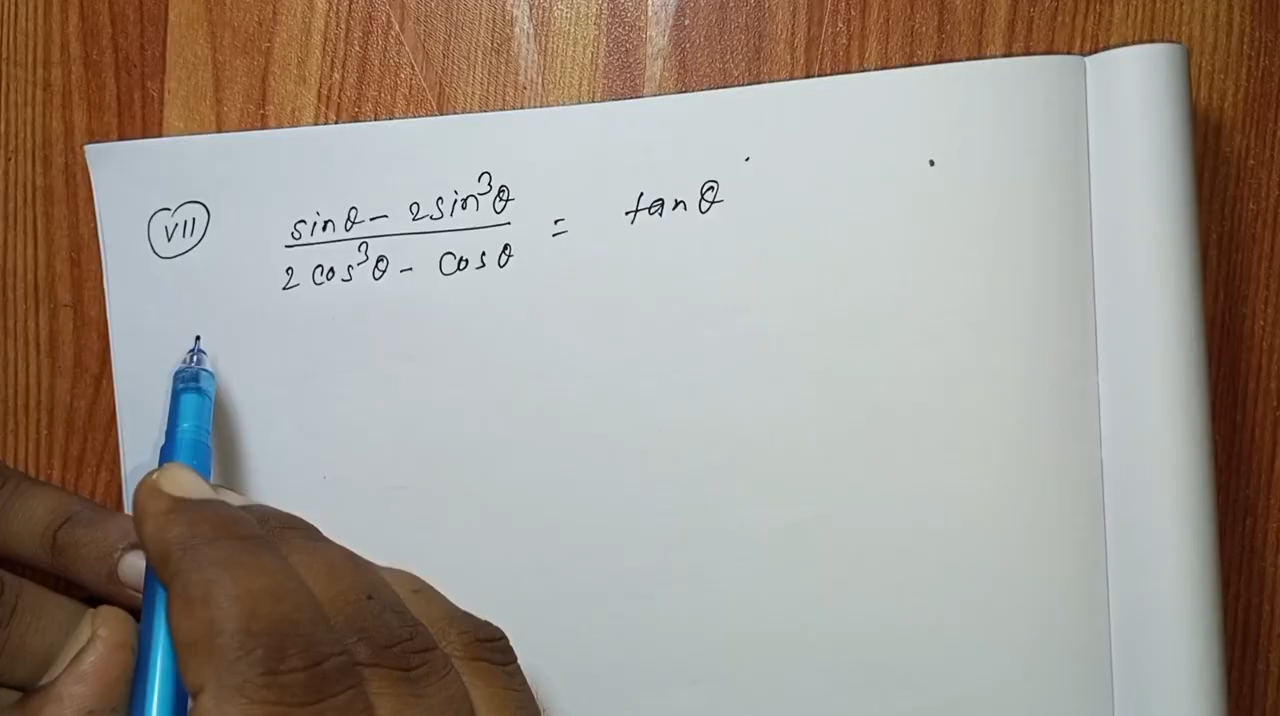 VII sinθ - 2sin³θ / 2cos³θ - cosθ = tanθ